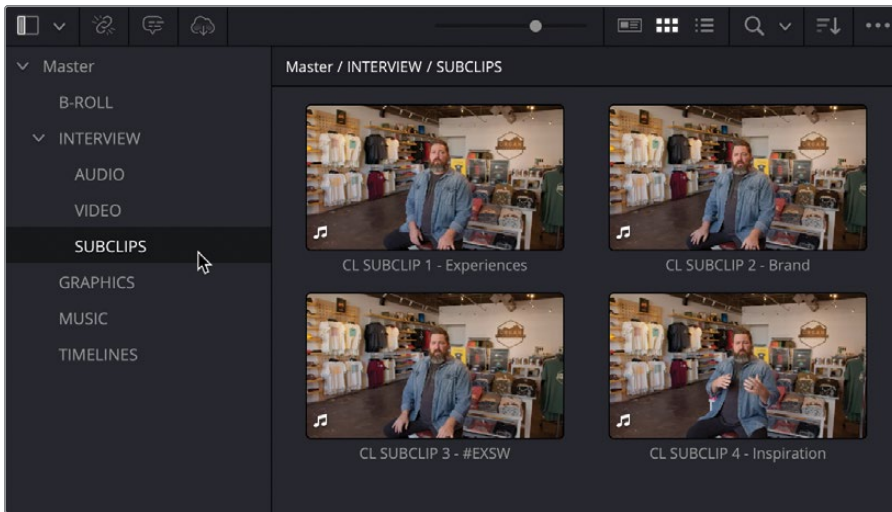 Master
B-ROLL
INTERVIEW
AUDIO
VIDEO
SUBCLIPS
GRAPHICS
MUSIC
TIMELINES
Master / INTERVIEW / SUBCLIPS
CL SUBCLIP 1 - Experiences
CL SUBCLIP 2 - Brand
CL SUBCLIP 3 - #EXSW
CL SUBCLIP 4 - Inspiration